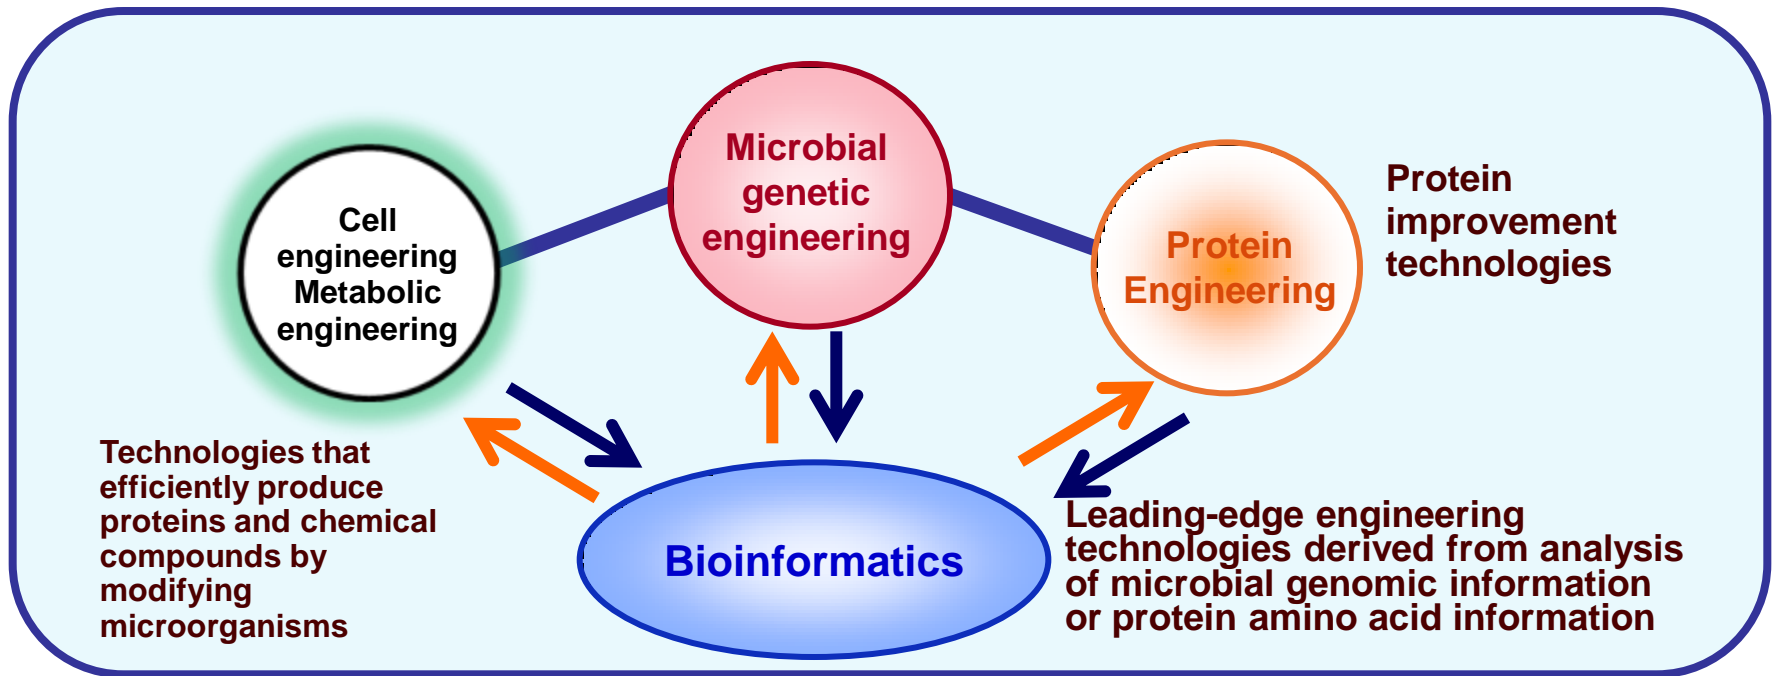 Microbial
genetic
engineering
Cell
engineering
Metabolic
engineering
Protein
Engineering
Protein
improvement
technologies
Technologies that
efficiently produce
proteins and chemical
compounds by
modifying
microorganisms
Bioinformatics
Leading-edge engineering
technologies derived from analysis
of microbial genomic information
or protein amino acid information